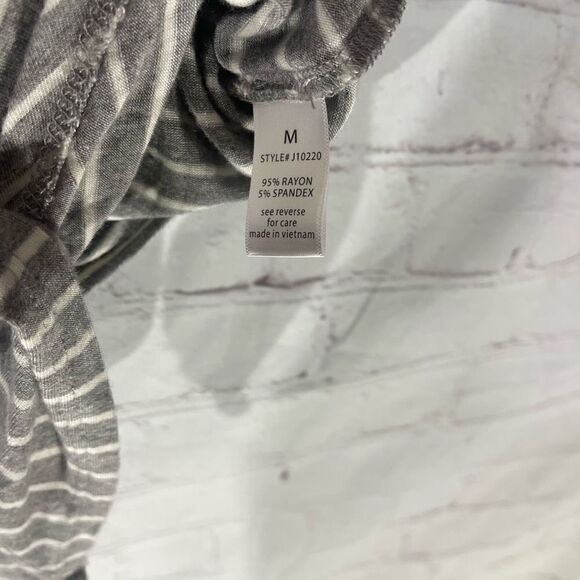 M
STYLE# J10220
95% RAYON
5% SPANDEX
see reverse
for care
made in vietnam